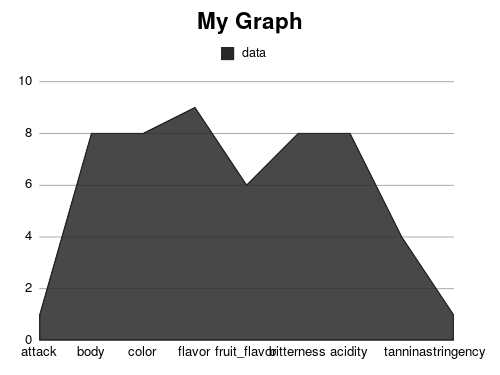 My Graph
data
10
8
6
4
2
0
attack body color flavor fruit_flavor bitterness acidity tannin astringency